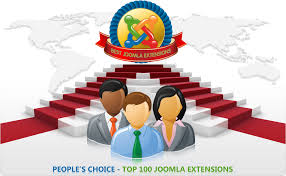 BEST JOOMLA EXTENSIONS
PEOPLE'S CHOICE - TOP 100 JOOMLA EXTENSIONS